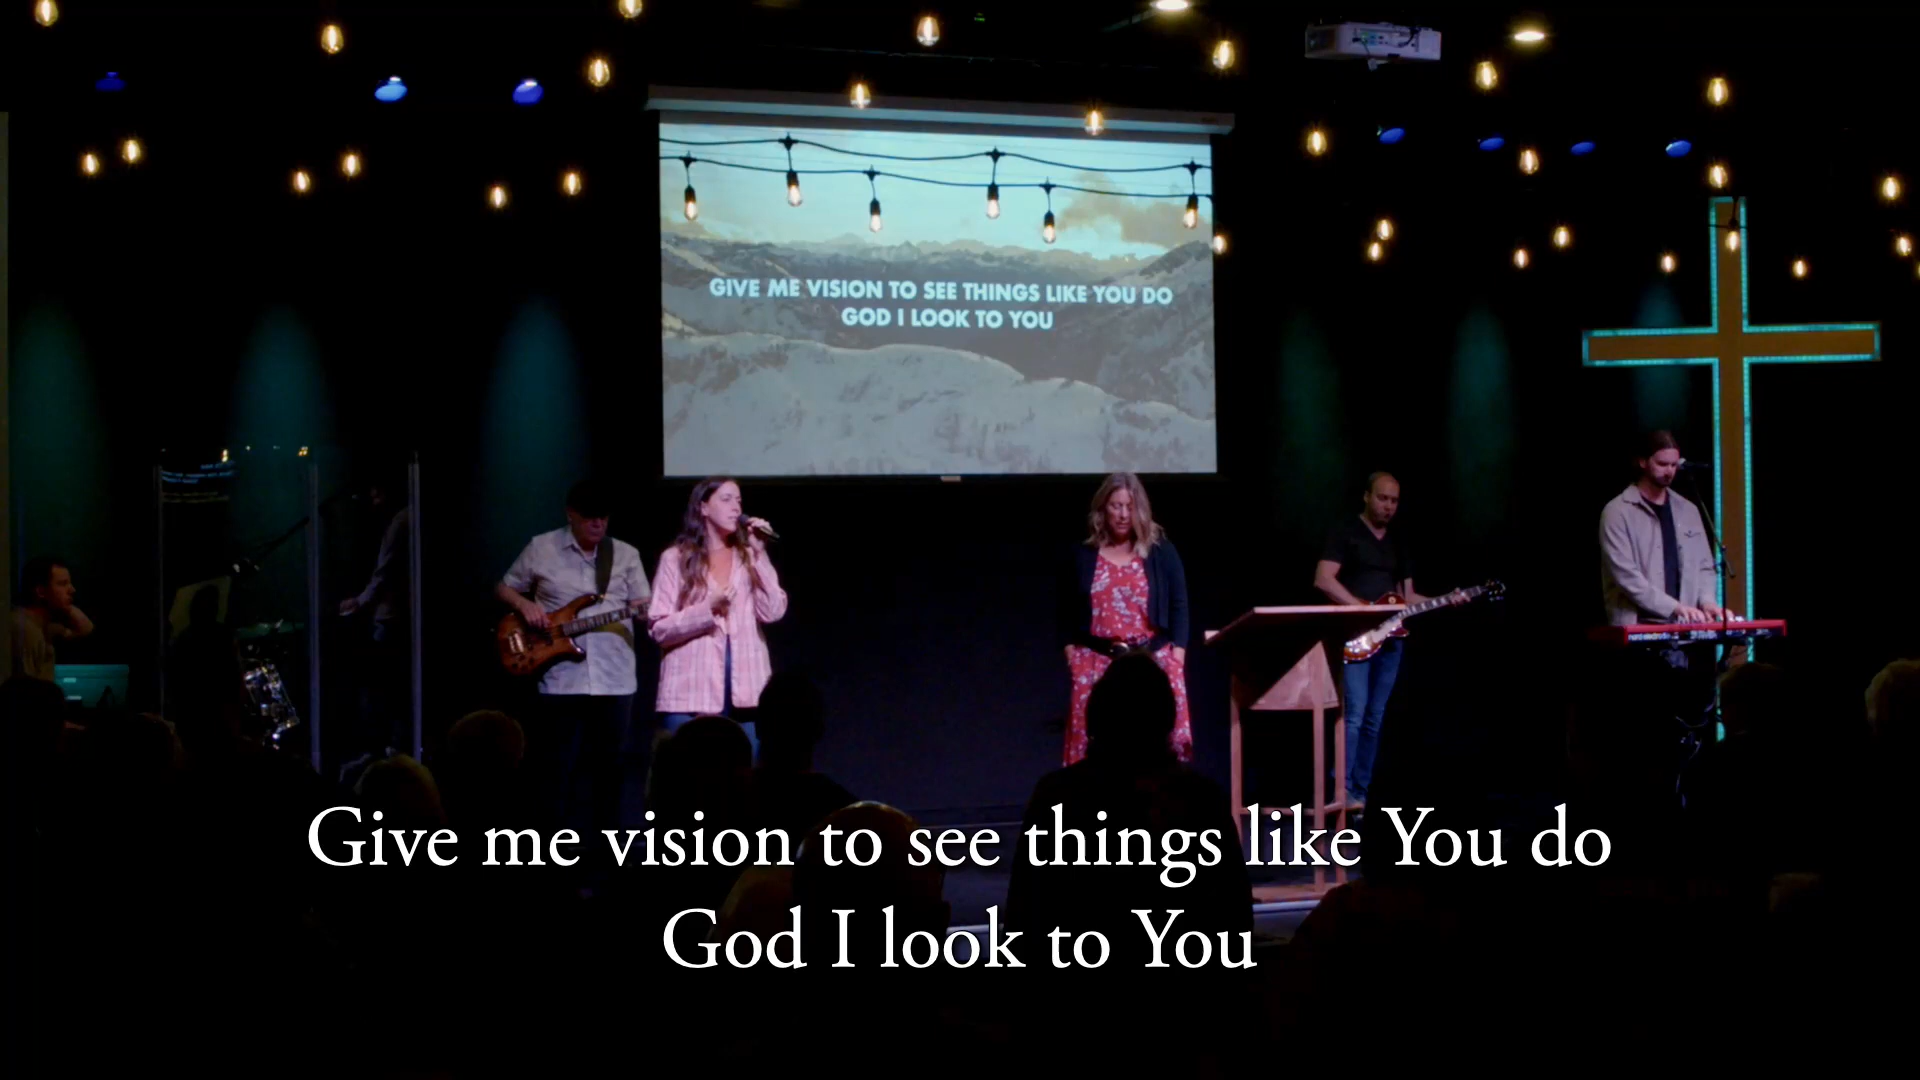 GIVE ME VISION TO SEE THINGS LIKE YOU DO
GOD I LOOK TO YOU
Give me vision to see things like You do
God I look to You